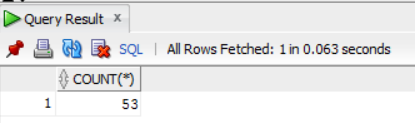 Query Result x
SQL | All Rows Fetched: 1 in 0.063 seconds
COUNT(*)
1 53